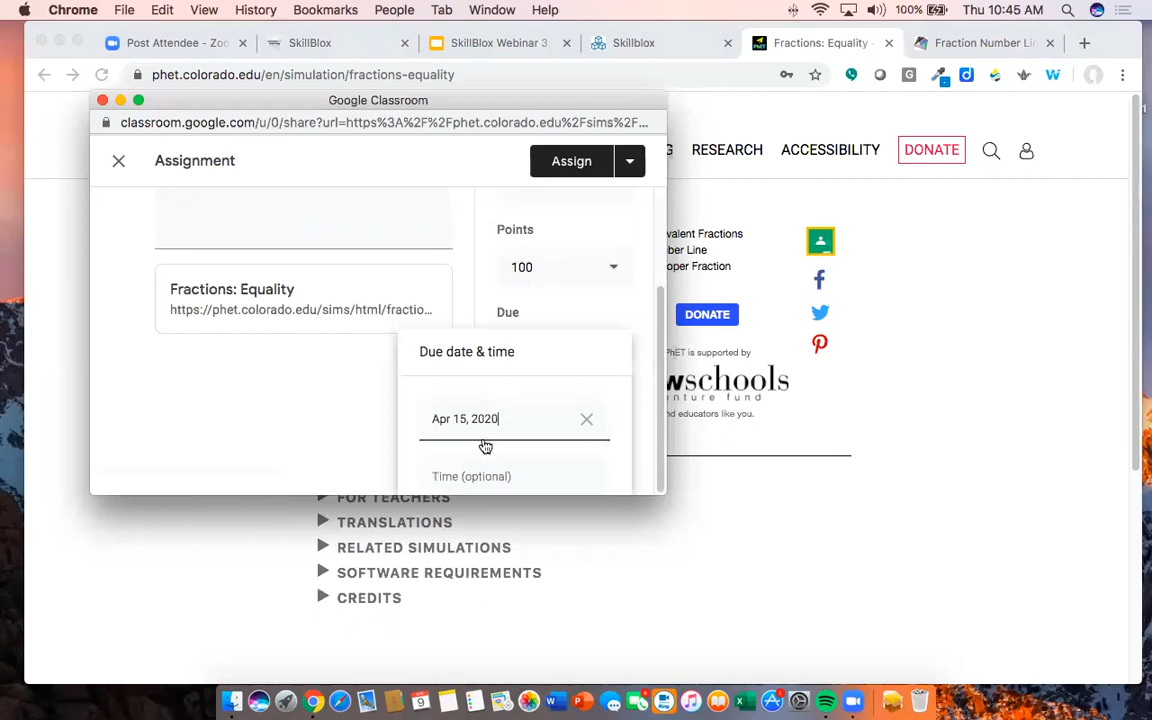 Chrome File Edit View History Bookmarks People Tab Window Help 100% Thu 10:45 AM
Post Attendee - Zoo SkillBlox SkillBlox Webinar 3. Skillblox Fractions: Equality - Fraction Number Lin
phet.colorado.edu/en/simulation/fractions-equality
Google Classroom
classroom.google.com/u/0/share?url=https%3A%2F%2Fphet.colorado.edu%2Fsims%2F...
Assignment Assign
G RESEARCH ACCESSIBILITY DONATE
Points
100
Fractions: Equality
https://phet.colorado.edu/sims/html/fractio...
Due
Due date & time
Apr 15, 2020
Time (optional)
valent Fractions
ber Line
oper Fraction
DONATE
PhET is supported by
wschools
nture fund
and educators like you.
FOR TEACHERS
TRANSLATIONS
RELATED SIMULATIONS
SOFTWARE REQUIREMENTS
CREDITS